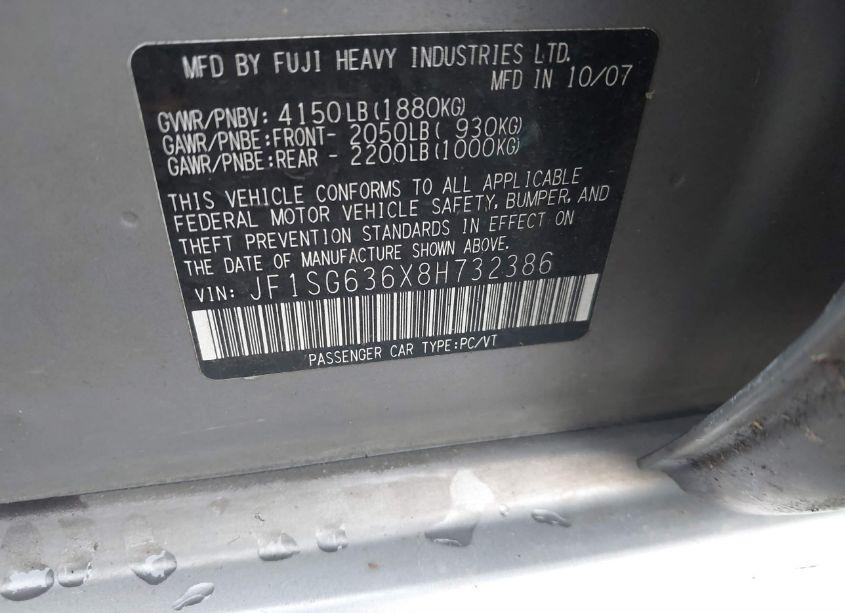 MFD BY FUJI HEAVY INDUSTRIES LTD.
MFD IN 10/07
GVWR/PNBV: 4150LB(1880KG)
GAWR/PNBE:FRONT- 2050LB( 930KG)
GAWR/PNBE:REAR - 2200LB(1000KG)
THIS VEHICLE CONFORMS TO ALL APPLICABLE
FEDERAL MOTOR VEHICLE SAFETY, BUMPER, AND
THEFT PREVENTION STANDARDS IN EFFECT ON
THE DATE OF MANUFACTURE SHOWN ABOVE.
VIN: JF1SG636X8H732386
PASSENGER CAR TYPE:PC/VT